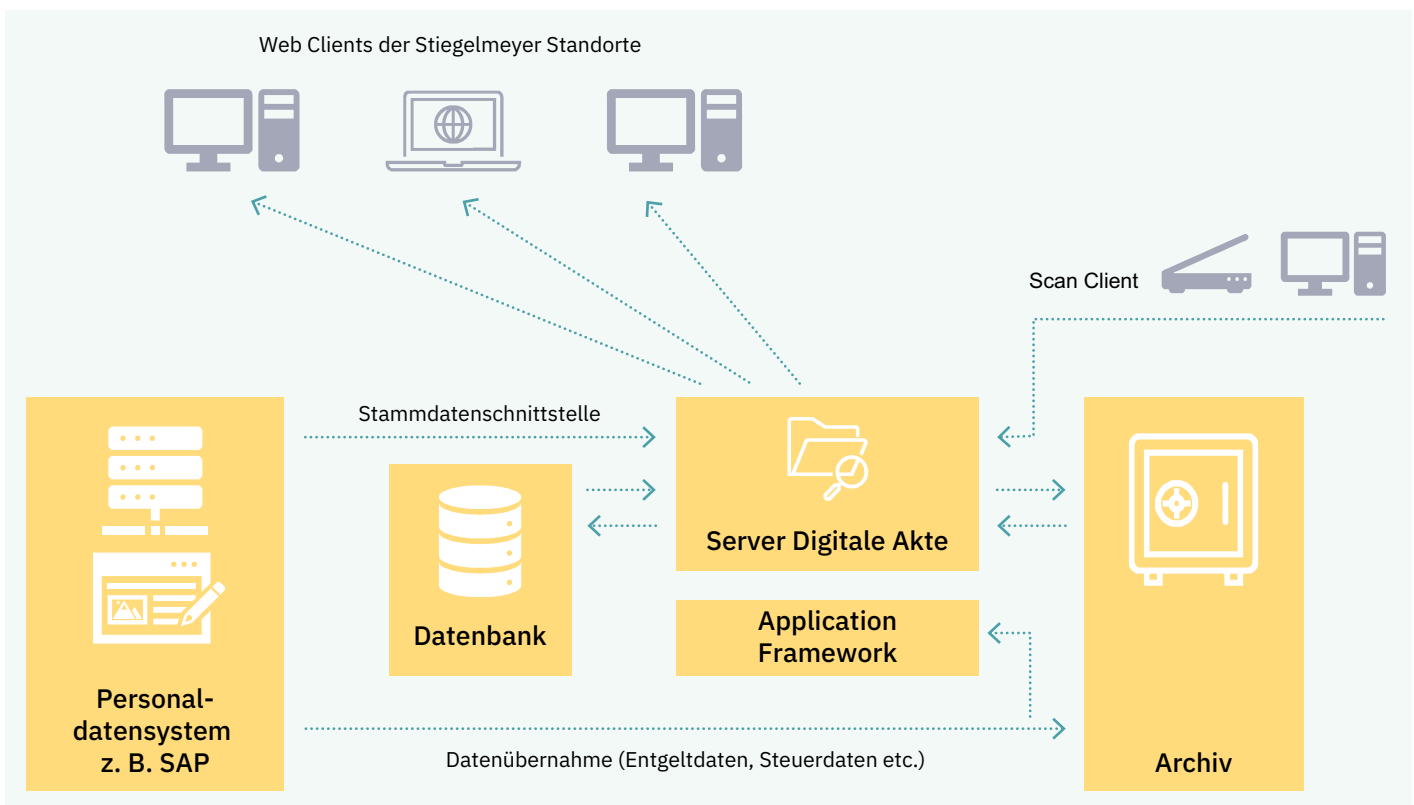 Web Clients der Stiegelmeyer Standorte
Scan Client
Stammdatenschnittstelle
Server Digitale Akte
Datenbank
Application
Framework
Personal-
datensystem
z. B. SAP
Datenübernahme (Entgeltdaten, Steuerdaten etc.)
Archiv